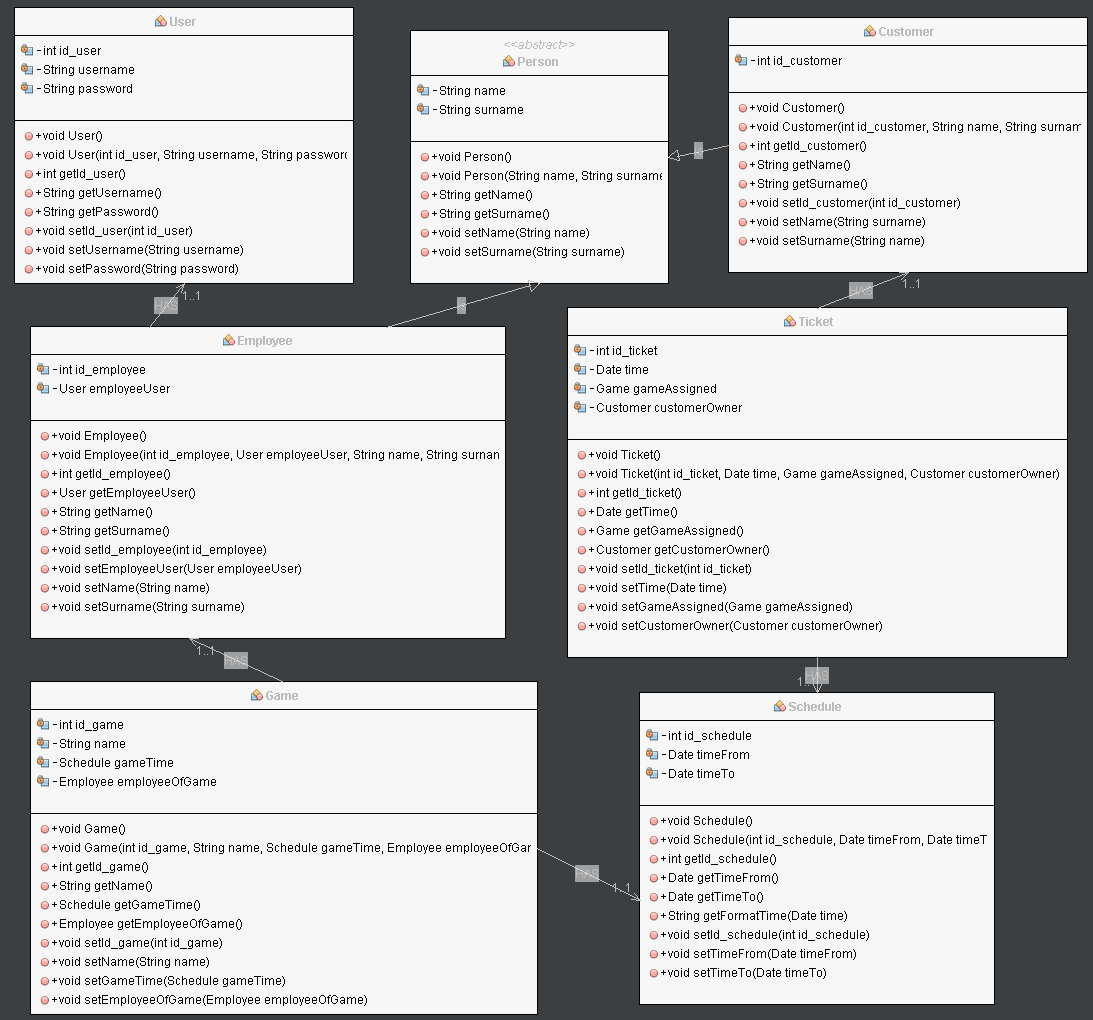 User
-int id_user
-String username
-String password
+void User()
+void User(int id_user, String username, String password
+int getId_user()
+String getUsername()
+String getPassword()
+void setId_user(int id_user)
+void setUsername(String username)
+void setPassword(String password)
<<abstract>>
Person
-String name
-String surname
+void Person()
+void Person(String name, String surname
+String getName()
+String getSurname()
+void setName(String name)
+void setSurname(String surname)
Customer
-int id_customer
+void Customer()
+void Customer(int id_customer, String name, String surnam
+int getId_customer()
+String getName()
+String getSurname()
+void setId_customer(int id_customer)
+void setName(String surname)
+void setSurname(String name)
HAS
1..1
HAS
1..1
Employee
-int id_employee
-User employeeUser
+void Employee()
+void Employee(int id_employee, User employeeUser, String name, String surnan
+int getId_employee()
+User getEmployeeUser()
+String getName()
+String getSurname()
+void setId_employee(int id_employee)
+void setEmployeeUser(User employeeUser)
+void setName(String name)
+void setSurname(String surname)
Ticket
-int id_ticket
-Date time
-Game gameAssigned
-Customer customerOwner
+void Ticket()
+void Ticket(int id_ticket, Date time, Game gameAssigned, Customer customerOwner)
+int getId_ticket()
+Date getTime()
+Game getGameAssigned()
+Customer getCustomerOwner()
+void setId_ticket(int id_ticket)
+void setTime(Date time)
+void setGameAssigned(Game gameAssigned)
+void setCustomerOwner(Customer customerOwner)
1..1
HAS
HAS
1..1
Game
-int id_game
-String name
-Schedule gameTime
-Employee employeeOfGame
+void Game()
+void Game(int id_game, String name, Schedule gameTime, Employee employeeOfGar
+int getId_game()
+String getName()
+Schedule getGameTime()
+Employee getEmployeeOfGame()
+void setId_game(int id_game)
+void setName(String name)
+void setGameTime(Schedule gameTime)
+void setEmployeeOfGame(Employee employeeOfGame)
HAS
1..1
Schedule
-int id_schedule
-Date timeFrom
-Date timeTo
+void Schedule()
+void Schedule(int id_schedule, Date timeFrom, Date timeT
+int getId_schedule()
+Date getTimeFrom()
+Date getTimeTo()
+String getFormatTime(Date time)
+void setId_schedule(int id_schedule)
+void setTimeFrom(Date timeFrom)
+void setTimeTo(Date timeTo)